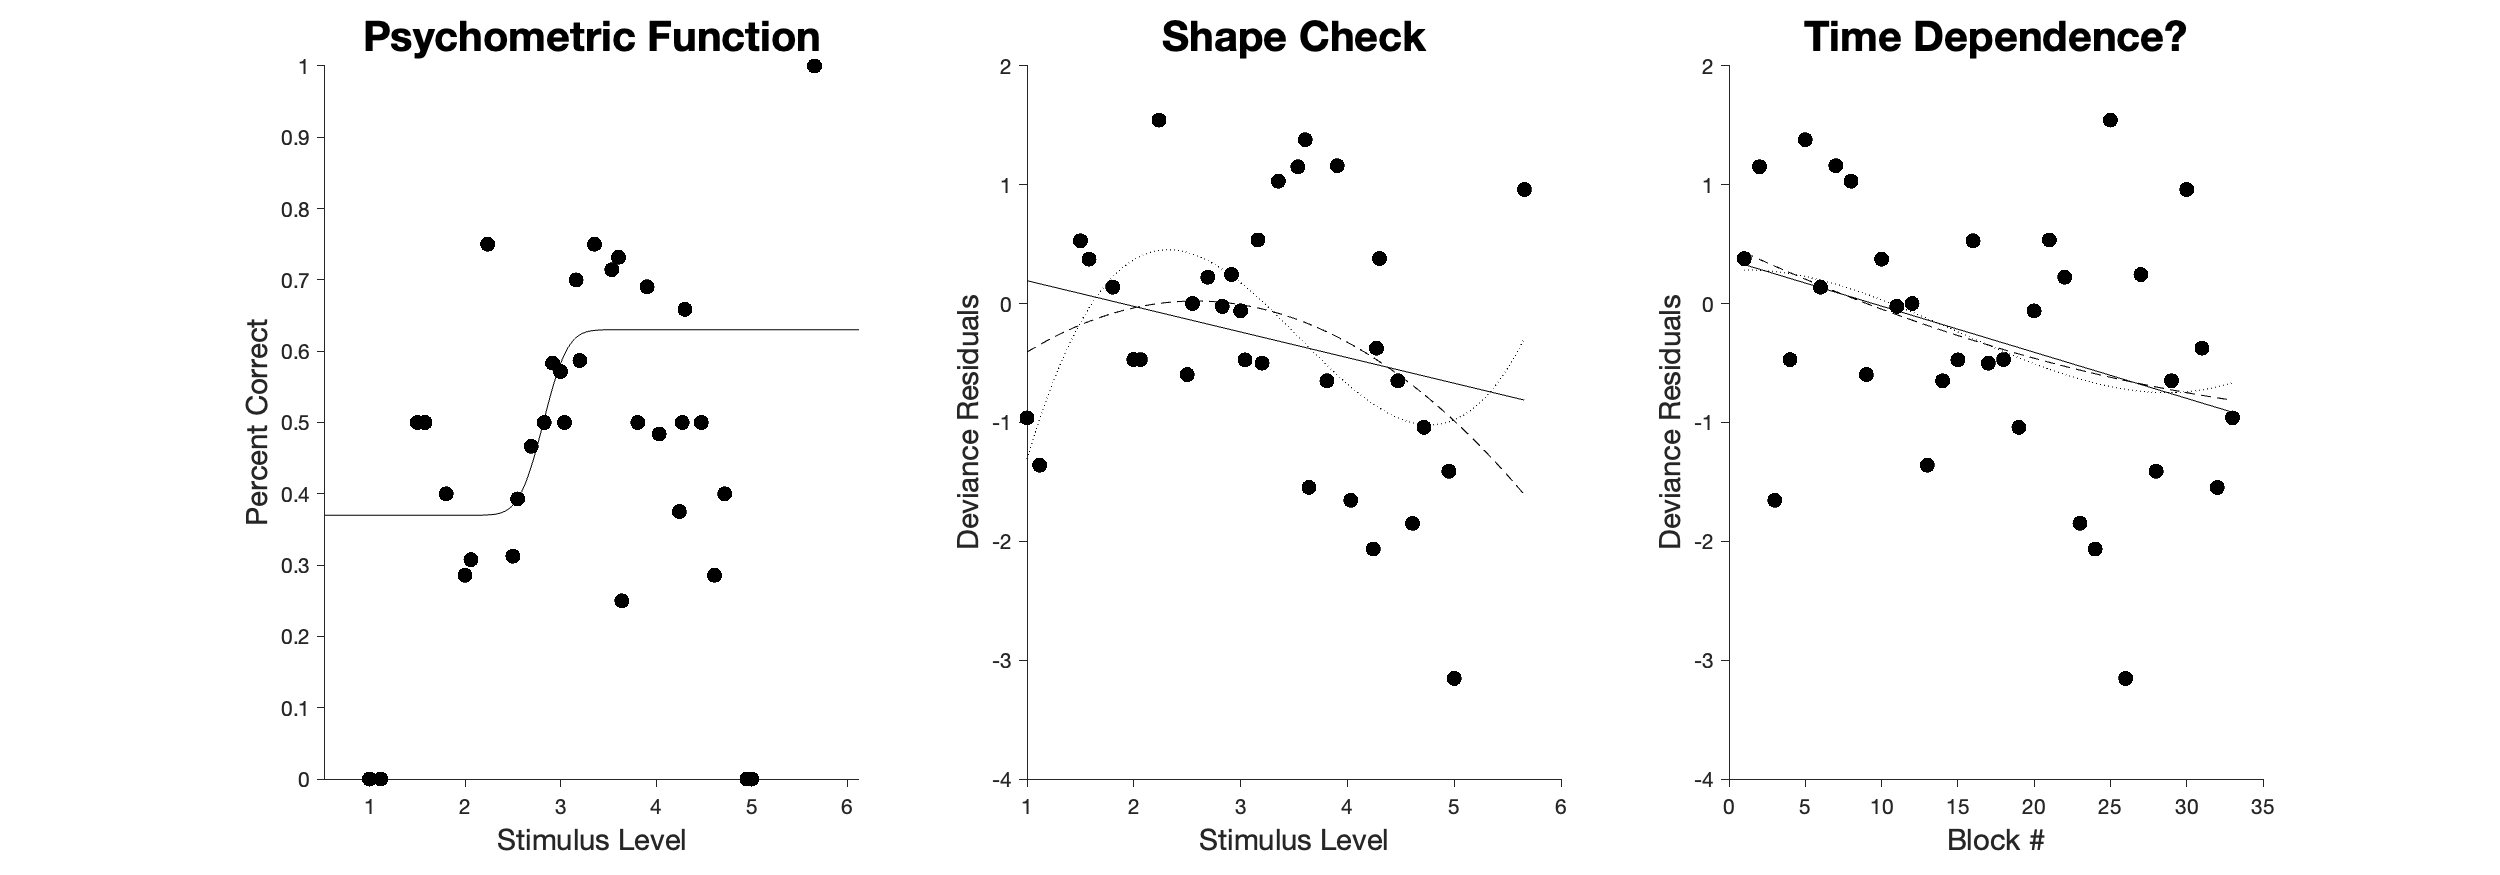 Psychometric Function
Percent Correct
1
0.9
0.8
0.7
0.6
0.5
0.4
0.3
0.2
0.1
0
1 2 3 4 5 6
Stimulus Level
Shape Check
Deviance Residuals
2
1
0
-1
-2
-3
-4
1 2 3 4 5 6
Stimulus Level
Time Dependence?
Deviance Residuals
2
1
0
-1
-2
-3
-4
0 5 10 15 20 25 30 35
Block #